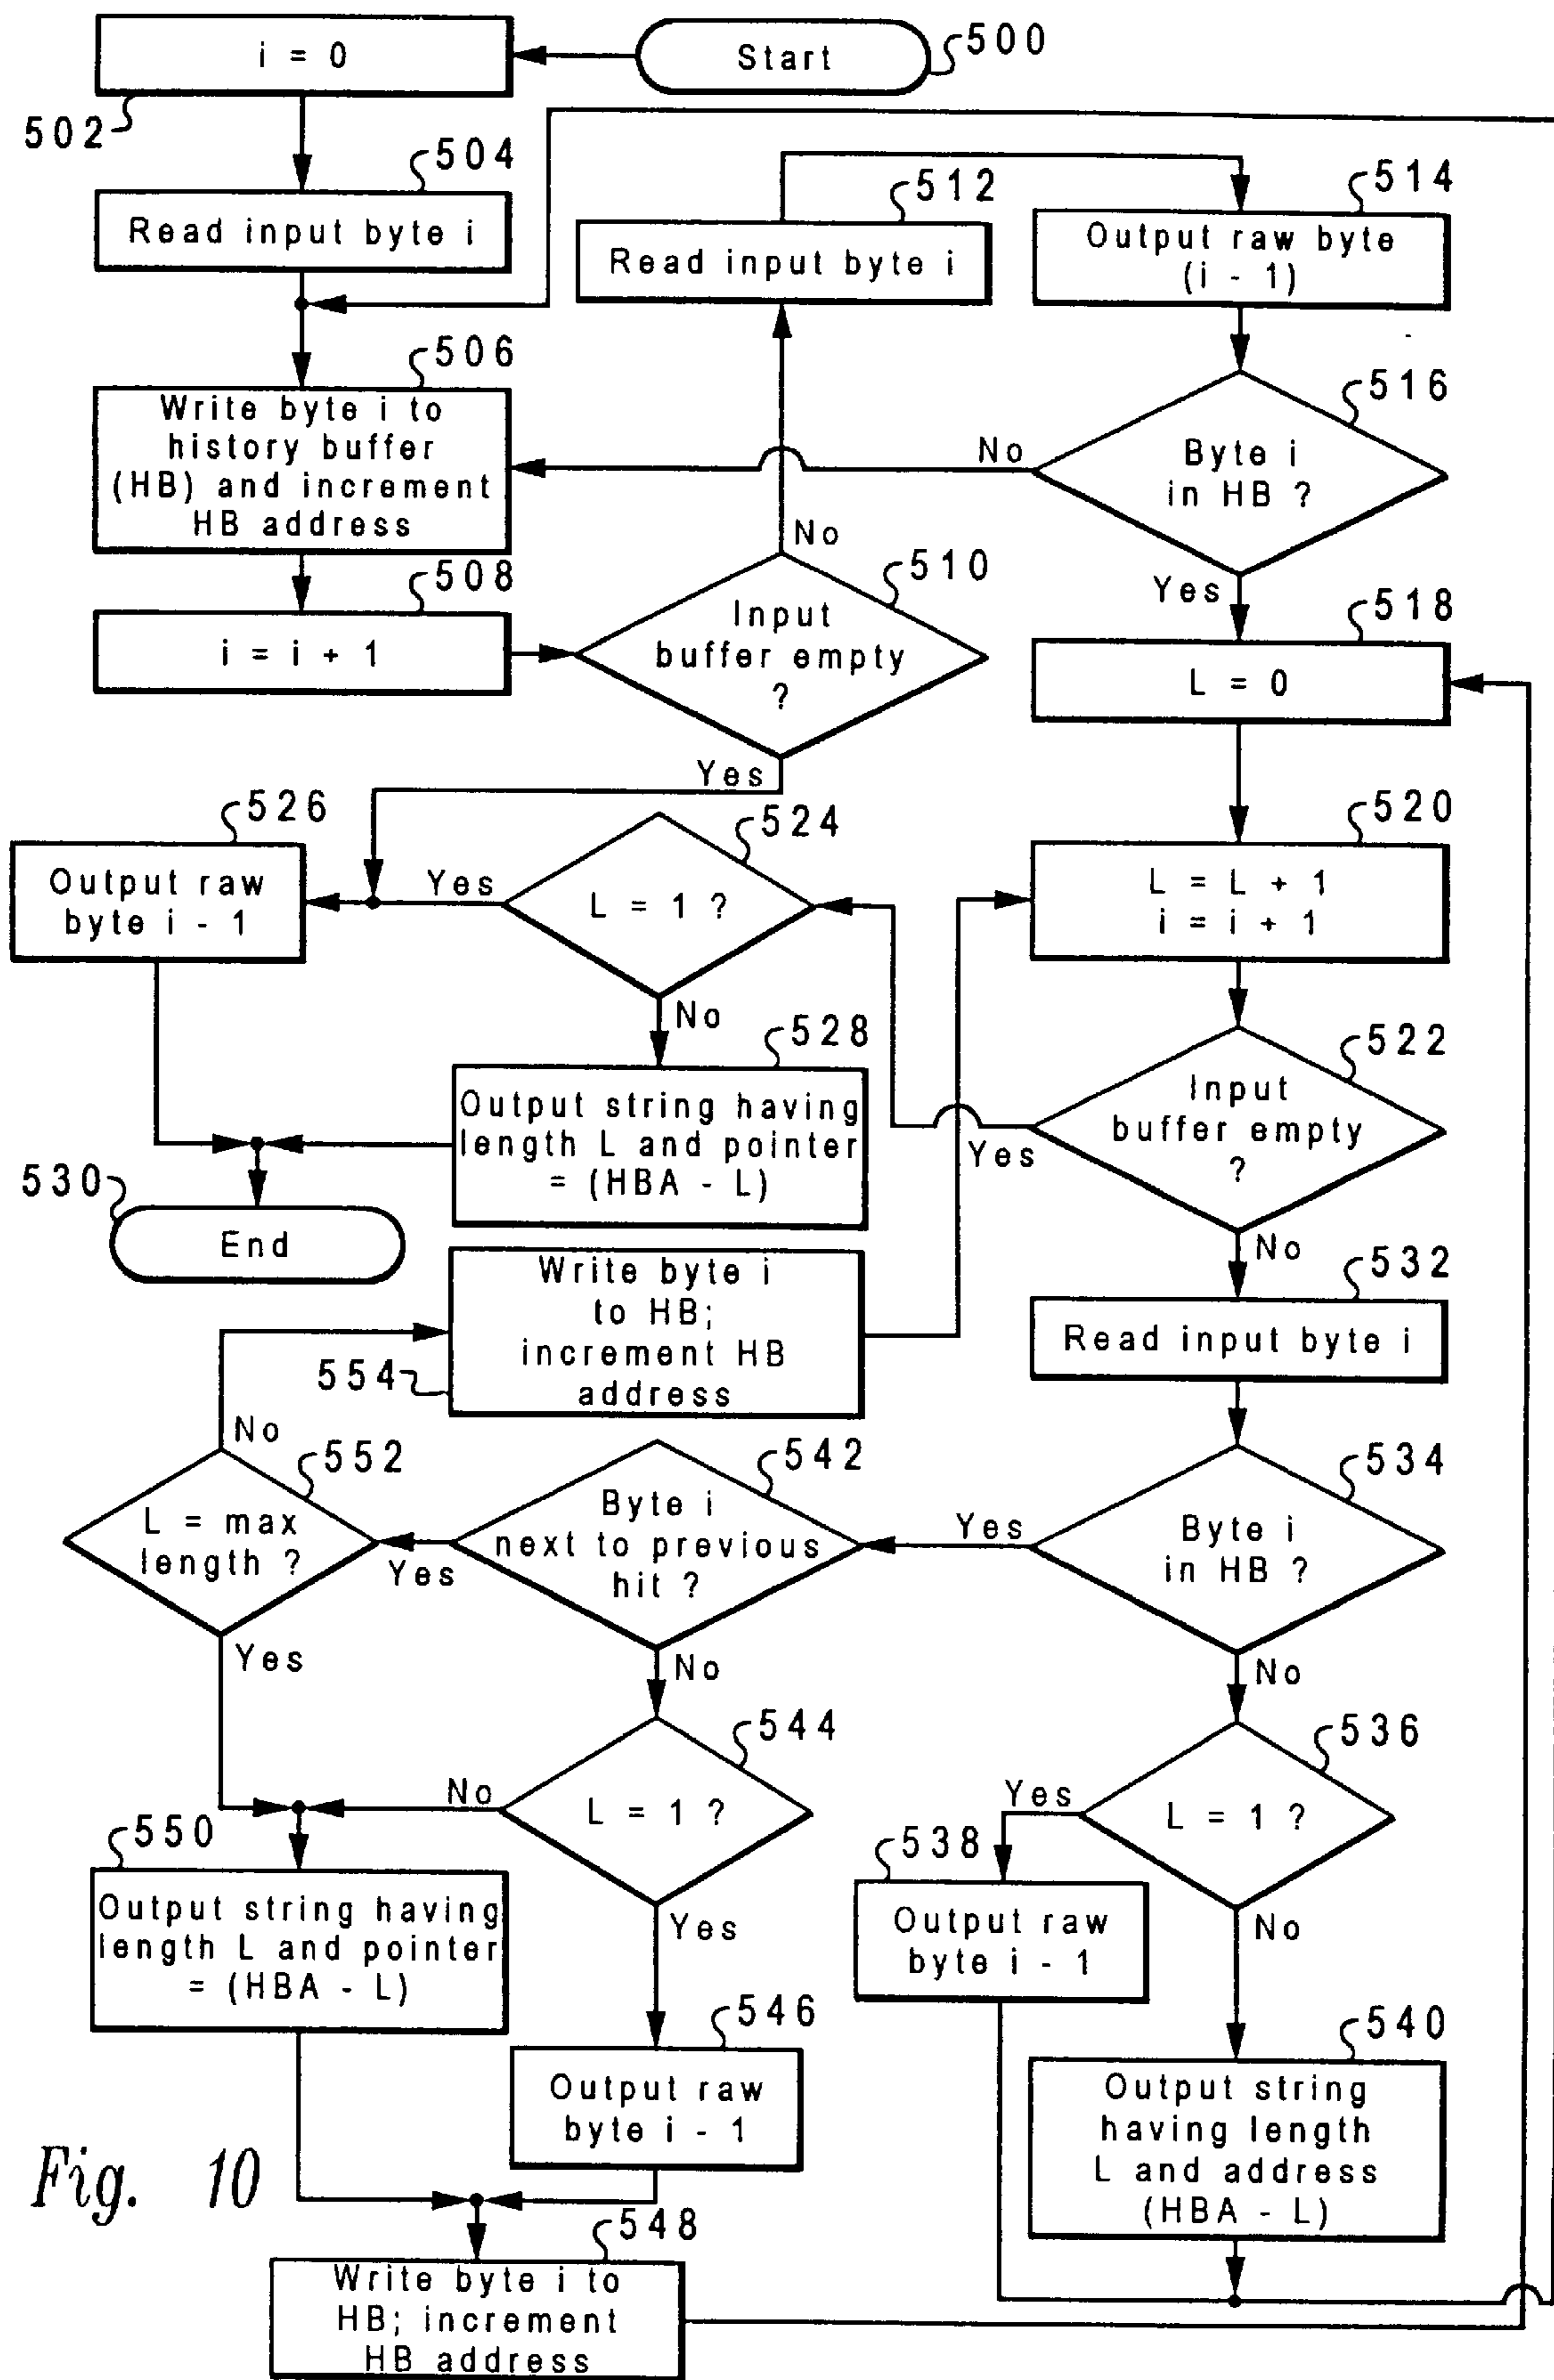 i = 0
Start
500
502
504
Read input byte i
512
Read input byte i
514
Output raw byte
(i - 1)
506
Write byte i to
history buffer
(HB) and increment
HB address
516
Byte i
in HB ?
No
Yes
508
i = i + 1
510
Input
buffer empty
?
No
Yes
518
L = 0
526
Output raw
byte i - 1
524
L = 1 ?
Yes
No
520
L = L + 1
i = i + 1
528
Output string having
length L and pointer
= (HBA - L)
522
Input
buffer empty
?
Yes
No
530
End
554
Write byte i
to HB;
increment HB
address
532
Read input byte i
552
L = max
length ?
No
Yes
542
Byte i
next to previous
hit ?
Yes
No
534
Byte i
in HB ?
Yes
No
544
L = 1 ?
No
Yes
536
L = 1 ?
Yes
No
550
Output string having
length L and pointer
= (HBA - L)
538
Output raw
byte i - 1
546
Output raw
byte i - 1
540
Output string
having length
L and address
(HBA - L)
Fig. 10
548
Write byte i to
HB; increment
HB address